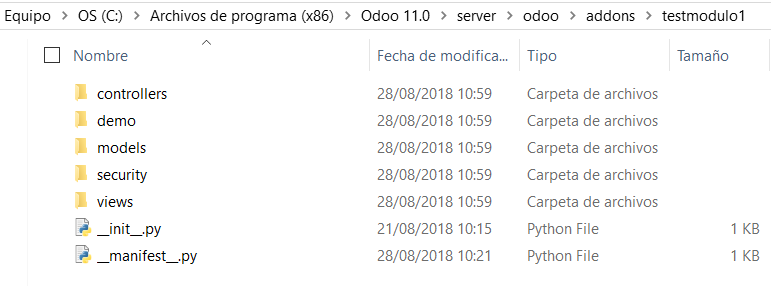 Equipo > OS (C:) > Archivos de programa (x86) > Odoo 11.0 > server > odoo > addons > testmodulo1
Nombre Fecha de modifica... Tipo Tamaño
controllers 28/08/2018 10:59 Carpeta de archivos
demo 28/08/2018 10:59 Carpeta de archivos
models 28/08/2018 10:59 Carpeta de archivos
security 28/08/2018 10:59 Carpeta de archivos
views 28/08/2018 10:59 Carpeta de archivos
__init__.py 21/08/2018 10:15 Python File 1 KB
__manifest__.py 28/08/2018 10:21 Python File 1 KB